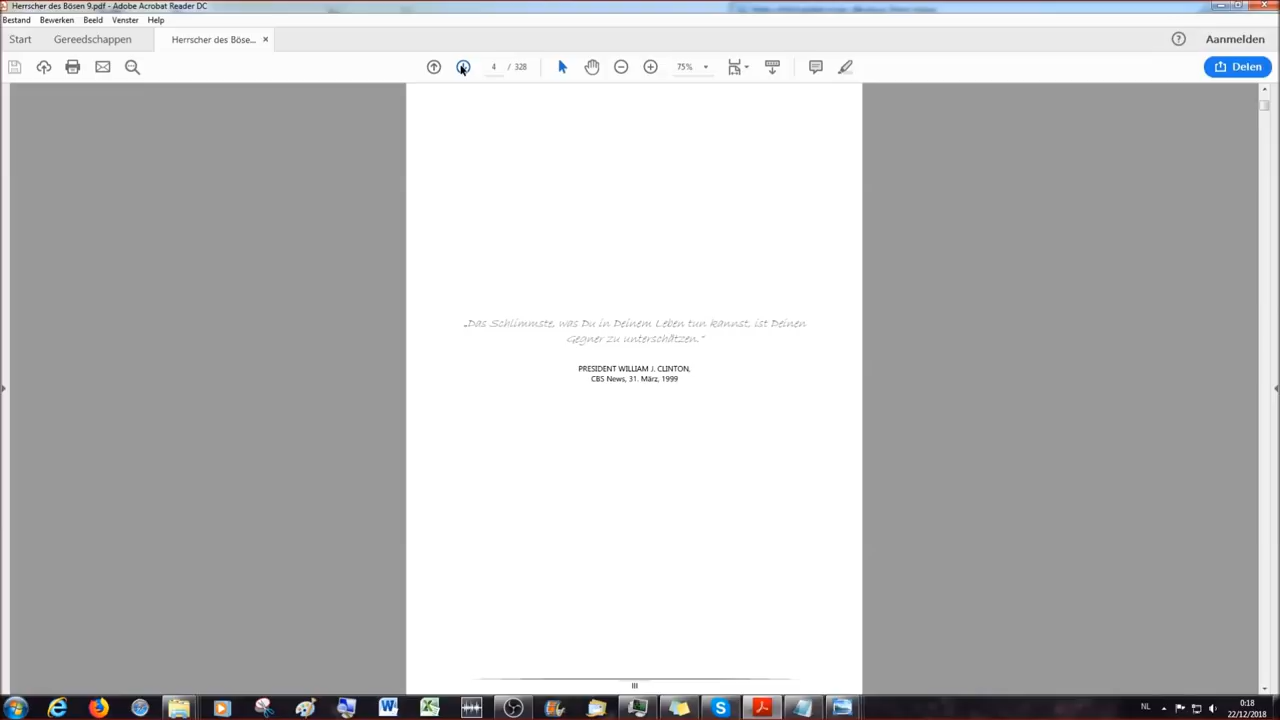 Herrscher des Bösen 9.pdf - Adobe Acrobat Reader DC
Bestand Bewerken Beeld Venster Help
Start Gereedschappen Herrscher des Böse... × Aanmelden
4 / 328 75% Delen
„Das Schlimmste, was Du in Deinem Leben tun kannst, ist Deinen
Gegner zu unterschätzen.“
PRESIDENT WILLIAM J. CLINTON,
CBS News, 31. März, 1999
III
NL 0:18
22/12/2018